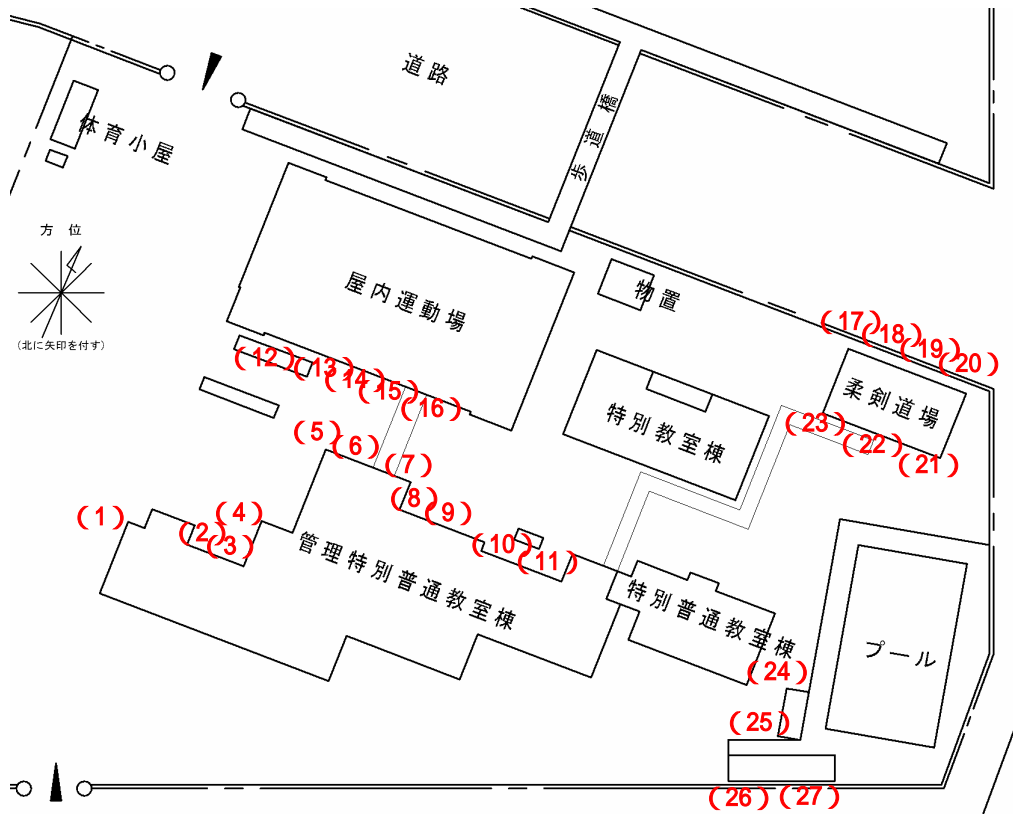 道路
歩道橋
体育小屋
方 位
(北に矢印を付す)
屋内運動場
物置
(17)
(18)
(19)
(20)
(12)
(13)
(14)
(15)
(16)
柔剣道場
特別教室棟
(23)
(22)
(21)
(5)
(6)
(7)
(8)
(9)
(1)
(2)
(3)
(4)
(10)
(11)
管理特別普通教室棟
特別普通教室棟
プール
(24)
(25)
(26)
(27)